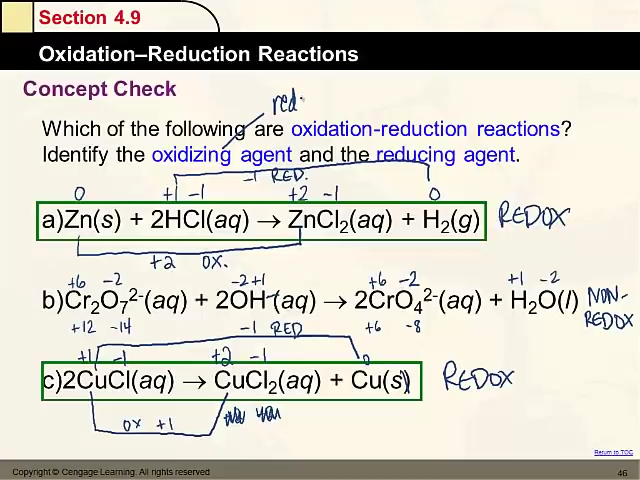 Section 4.9
Oxidation–Reduction Reactions
Concept Check
red
Which of the following are oxidation-reduction reactions?
Identify the oxidizing agent and the reducing agent.
-1 RED.
0 +1 -1 +2 -1 0
a)Zn(s) + 2HCl(aq) → ZnCl₂(aq) + H₂(g) REDOX
+2 OX.
+6 -2 -2 +1 +6 -2 +1 -2
b)Cr₂O₇²⁻(aq) + 2OH⁻(aq) → 2CrO₄²⁻(aq) + H₂O(l) NON-REDOX
+12 -14 +6 -8
-1 RED
+1 -1 +2 -1 0
c)2CuCl(aq) → CuCl₂(aq) + Cu(s) REDOX
OX +1
Return to TOC
Copyright © Cengage Learning. All rights reserved
46